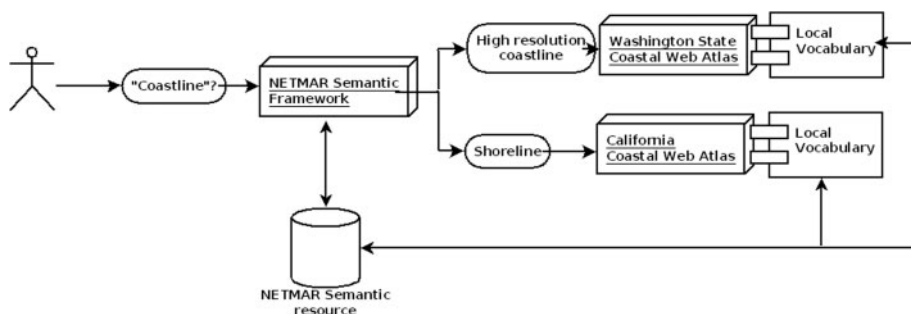 "Coastline"?
NETMAR Semantic
Framework
High resolution
coastline
Washington State
Coastal Web Atlas
Local
Vocabulary
Shoreline
California
Coastal Web Atlas
Local
Vocabulary
NETMAR Semantic
resource